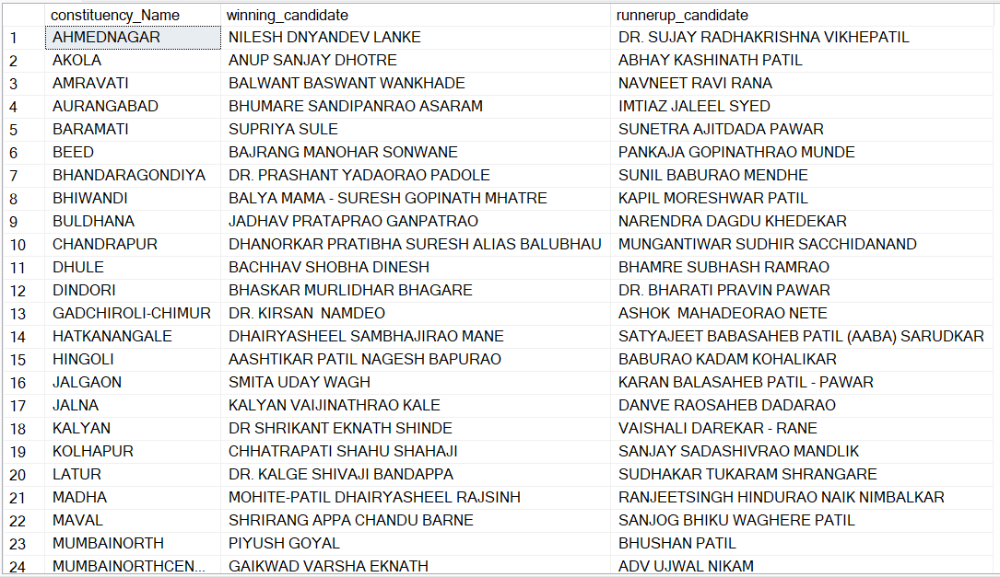 constituency_Name winning_candidate runnerup_candidate
1 AHMEDNAGAR NILESH DNYANDEV LANKE DR. SUJAY RADHAKRISHNA VIKHEPATIL
2 AKOLA ANUP SANJAY DHOTRE ABHAY KASHINATH PATIL
3 AMRAVATI BALWANT BASWANT WANKHADE NAVNEET RAVI RANA
4 AURANGABAD BHUMARE SANDIPANRAO ASARAM IMTIAZ JALEEL SYED
5 BARAMATI SUPRIYA SULE SUNETRA AJITDADA PAWAR
6 BEED BAJRANG MANOHAR SONWANE PANKAJA GOPINATHRAO MUNDE
7 BHANDARAGONDIYA DR. PRASHANT YADAORAO PADOLE SUNIL BABURAO MENDHE
8 BHIWANDI BALYA MAMA - SURESH GOPINATH MHATRE KAPIL MORESHWAR PATIL
9 BULDHANA JADHAV PRATAPRAO GANPATRAO NARENDRA DAGDU KHEDEKAR
10 CHANDRAPUR DHANORKAR PRATIBHA SURESH ALIAS BALUBHAU MUNGANTIWAR SUDHIR SACCHIDANAND
11 DHULE BACHHAV SHOBHA DINESH BHAMRE SUBHASH RAMRAO
12 DINDORI BHASKAR MURLIDHAR BHAGARE DR. BHARATI PRAVIN PAWAR
13 GADCHIROLI-CHIMUR DR. KIRSAN  NAMDEO ASHOK  MAHADEORAO NETE
14 HATKANANGALE DHAIRYASHEEL SAMBHAJIRAO MANE SATYAJEET BABASAHEB PATIL (AABA) SARUDKAR
15 HINGOLI AASHTIKAR PATIL NAGESH BAPURAO BABURAO KADAM KOHALIKAR
16 JALGAON SMITA UDAY WAGH KARAN BALASAHEB PATIL - PAWAR
17 JALNA KALYAN VAIJINATHRAO KALE DANVE RAOSAHEB DADARAO
18 KALYAN DR SHRIKANT EKNATH SHINDE VAISHALI DAREKAR - RANE
19 KOLHAPUR CHHATRAPATI SHAHU SHAHAJI SANJAY SADASHIVRAO MANDLIK
20 LATUR DR. KALGE SHIVAJI BANDAPPA SUDHAKAR TUKARAM SHRANGARE
21 MADHA MOHITE-PATIL DHAIRYASHEEL RAJSINH RANJEETSINGH HINDURAO NAIK NIMBALKAR
22 MAVAL SHRIRANG APPA CHANDU BARNE SANJOG BHIKU WAGHERE PATIL
23 MUMBAINORTH PIYUSH GOYAL BHUSHAN PATIL
24 MUMBAINORTHCEN... GAIKWAD VARSHA EKNATH ADV UJWAL NIKAM